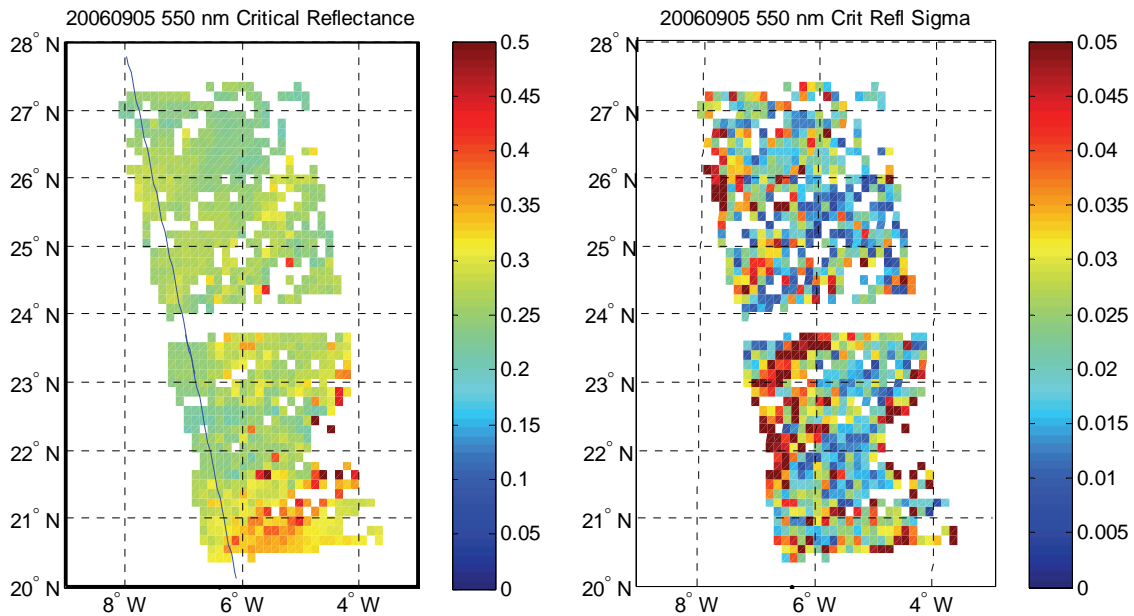 20060905 550 nm Critical Reflectance
28° N
27° N
26° N
25° N
24° N
23° N
22° N
21° N
20° N
8° W
6° W
4° W
0.5
0.45
0.4
0.35
0.3
0.25
0.2
0.15
0.1
0.05
0
20060905 550 nm Crit Refl Sigma
28° N
27° N
26° N
25° N
24° N
23° N
22° N
21° N
20° N
8° W
6° W
4° W
0.05
0.045
0.04
0.035
0.03
0.025
0.02
0.015
0.01
0.005
0